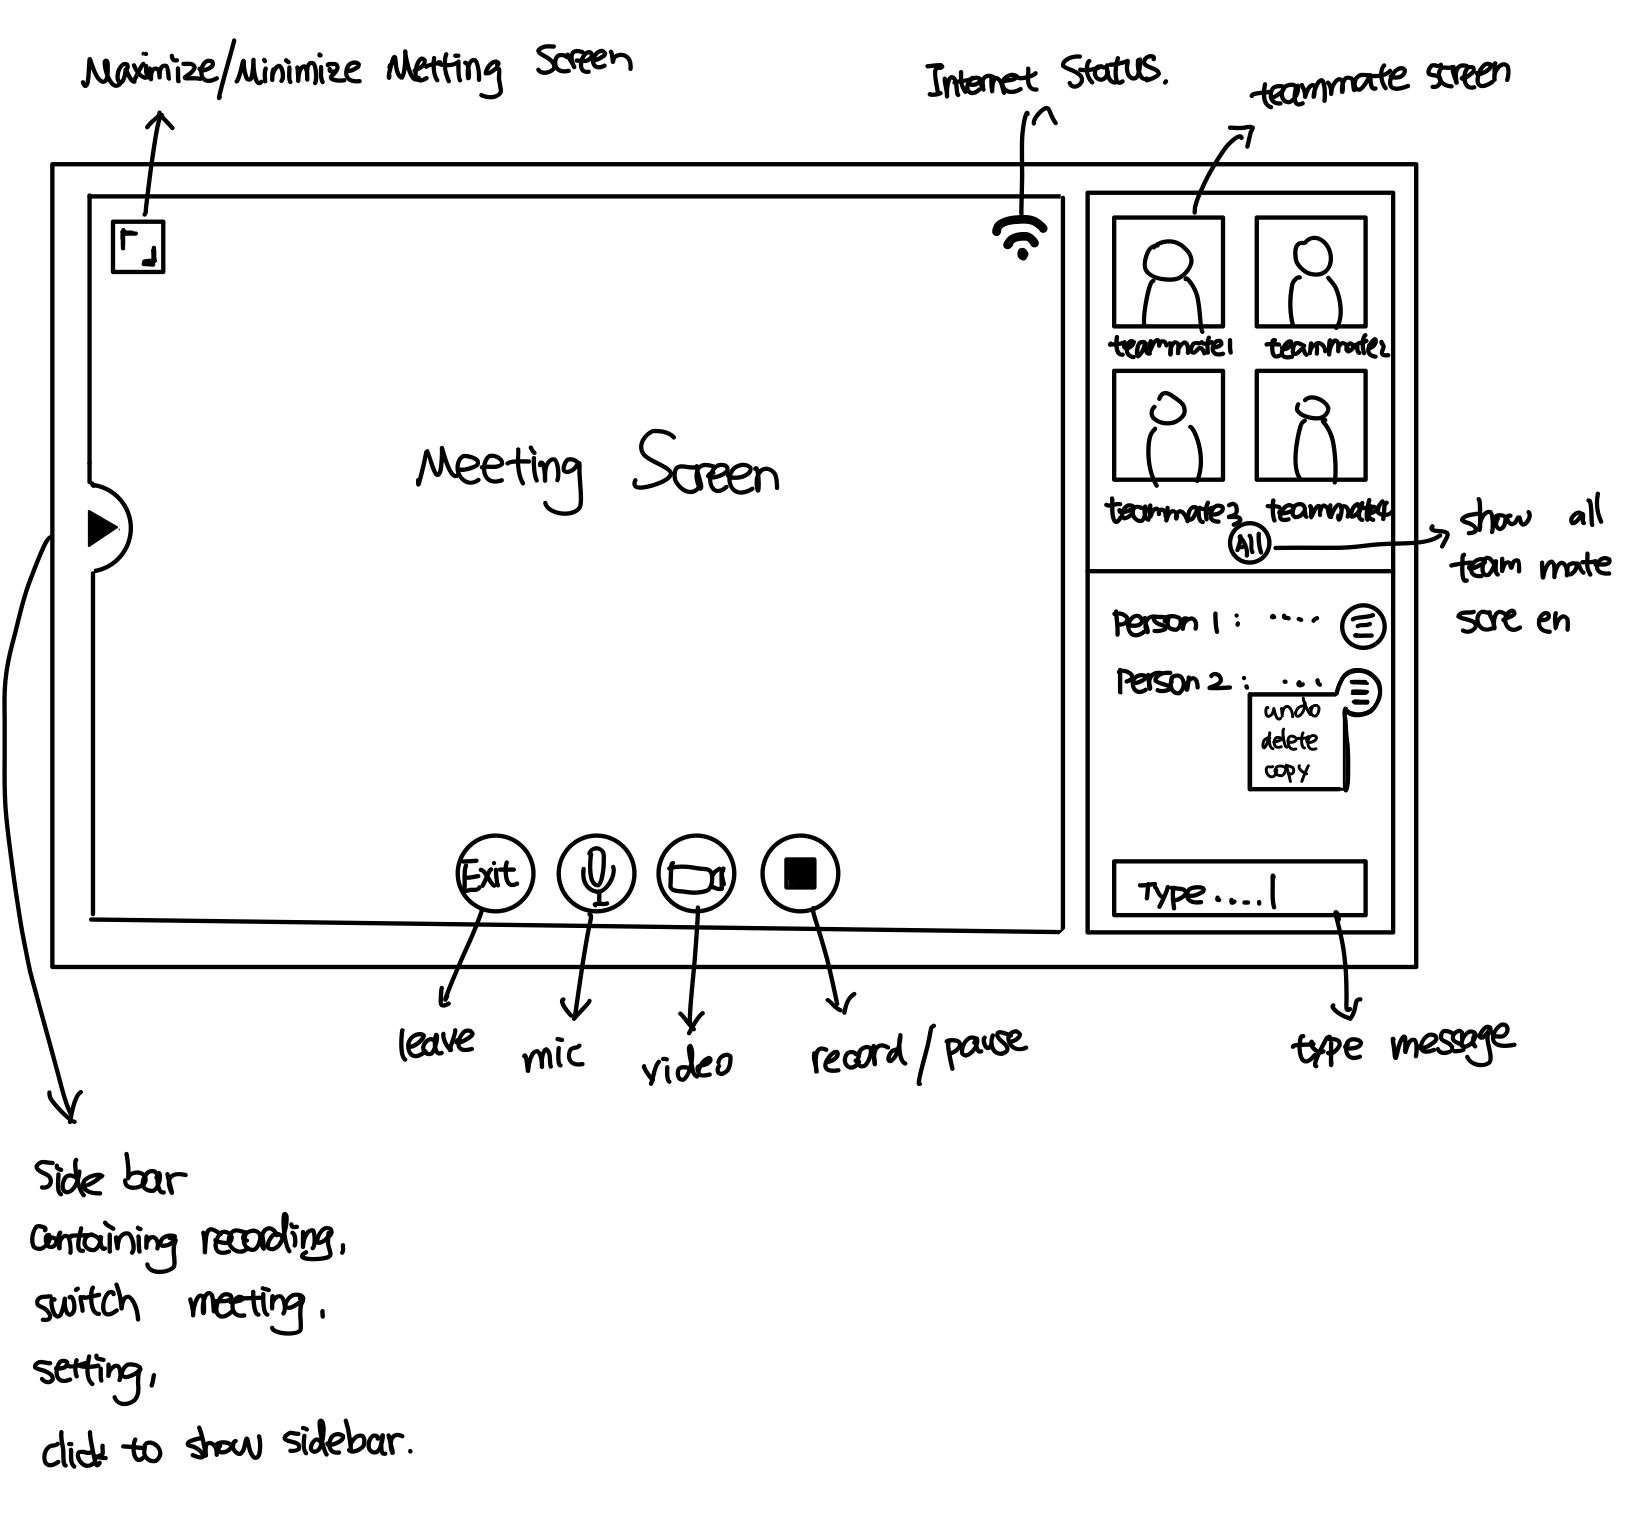 Maximize/Minimize Metting Screen
Internet Status.
teammate screen
teammate1
teammate2
Meeting Screen
teammate3
teammate4
All
show all
team mate
scre en
Person 1 : ....
Person 2 : ....
undo
delete
copy
Exit
Type....|
leave
mic
video
record/pause
type message
side bar
containing recording,
switch meeting,
setting,
click to show sidebar.